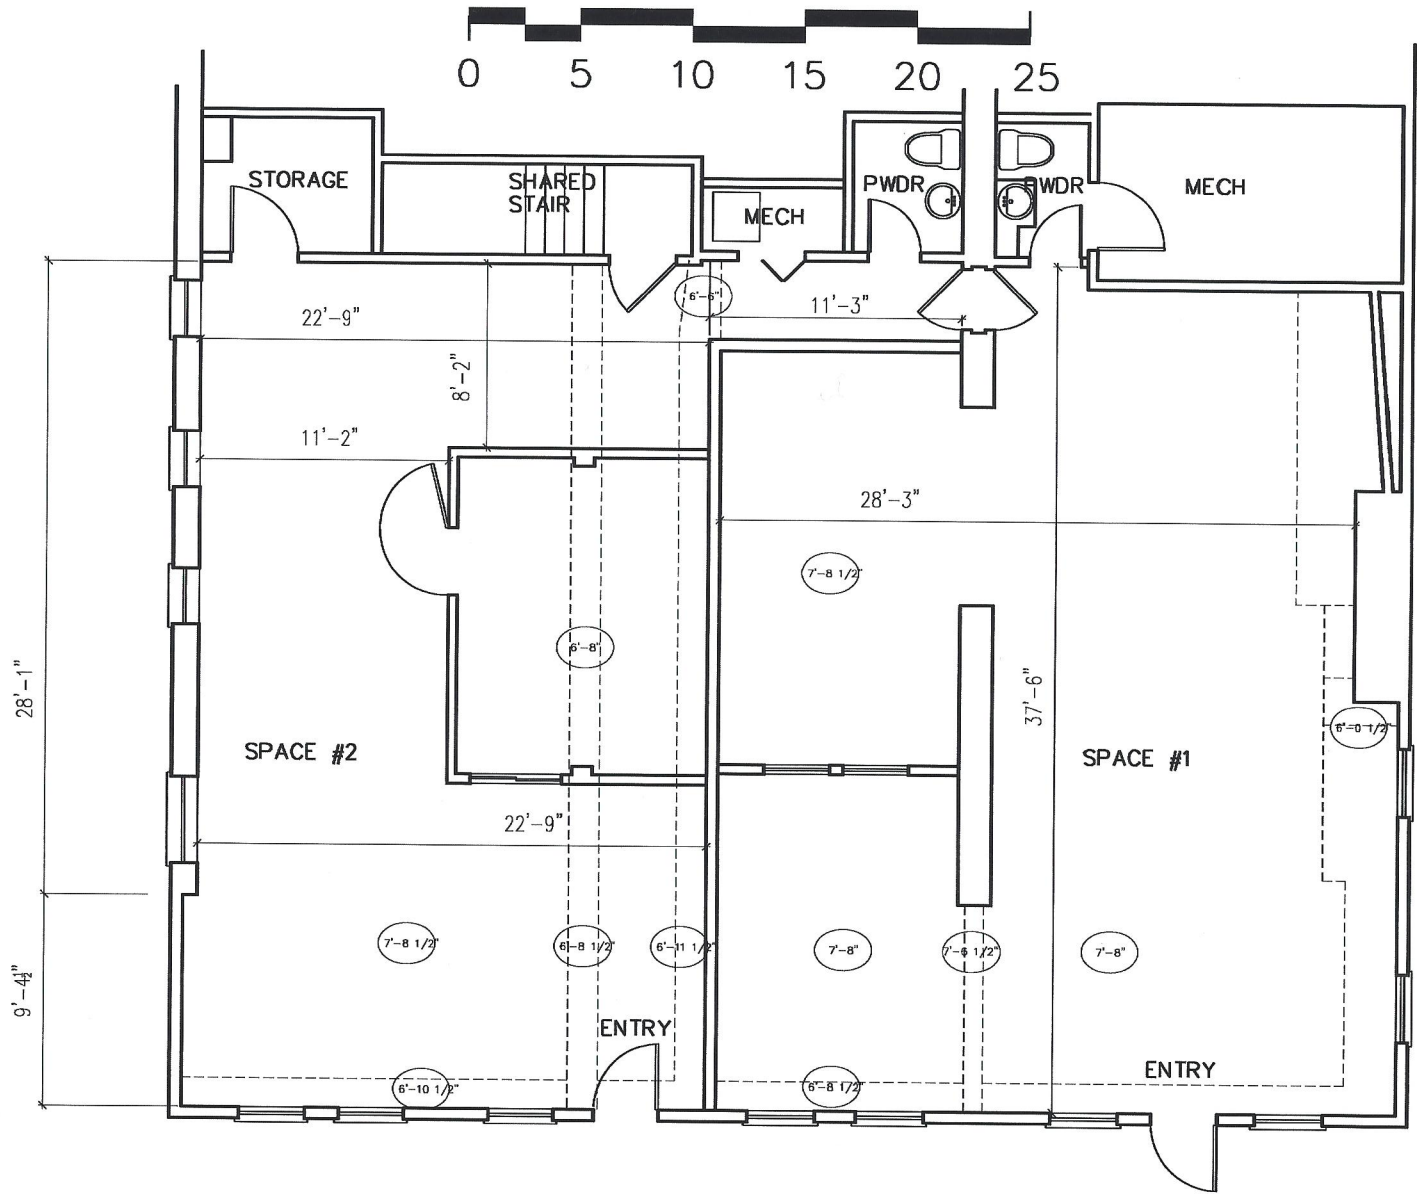 0 5 10 15 20 25
STORAGE
SHARED
STAIR
MECH
PWDR
PWDR
MECH
6'-6"
22'-9"
11'-3"
8'-2"
11'-2"
28'-3"
7'-8 1/2"
6'-8"
28'-1"
37'-6"
SPACE #2
SPACE #1
6'-0 1/2"
22'-9"
7'-8 1/2"
6'-8 1/2"
6'-11 1/2"
7'-8"
7'-6 1/2"
7'-8"
9'-4½"
ENTRY
ENTRY
6'-10 1/2"
6'-8 1/2"